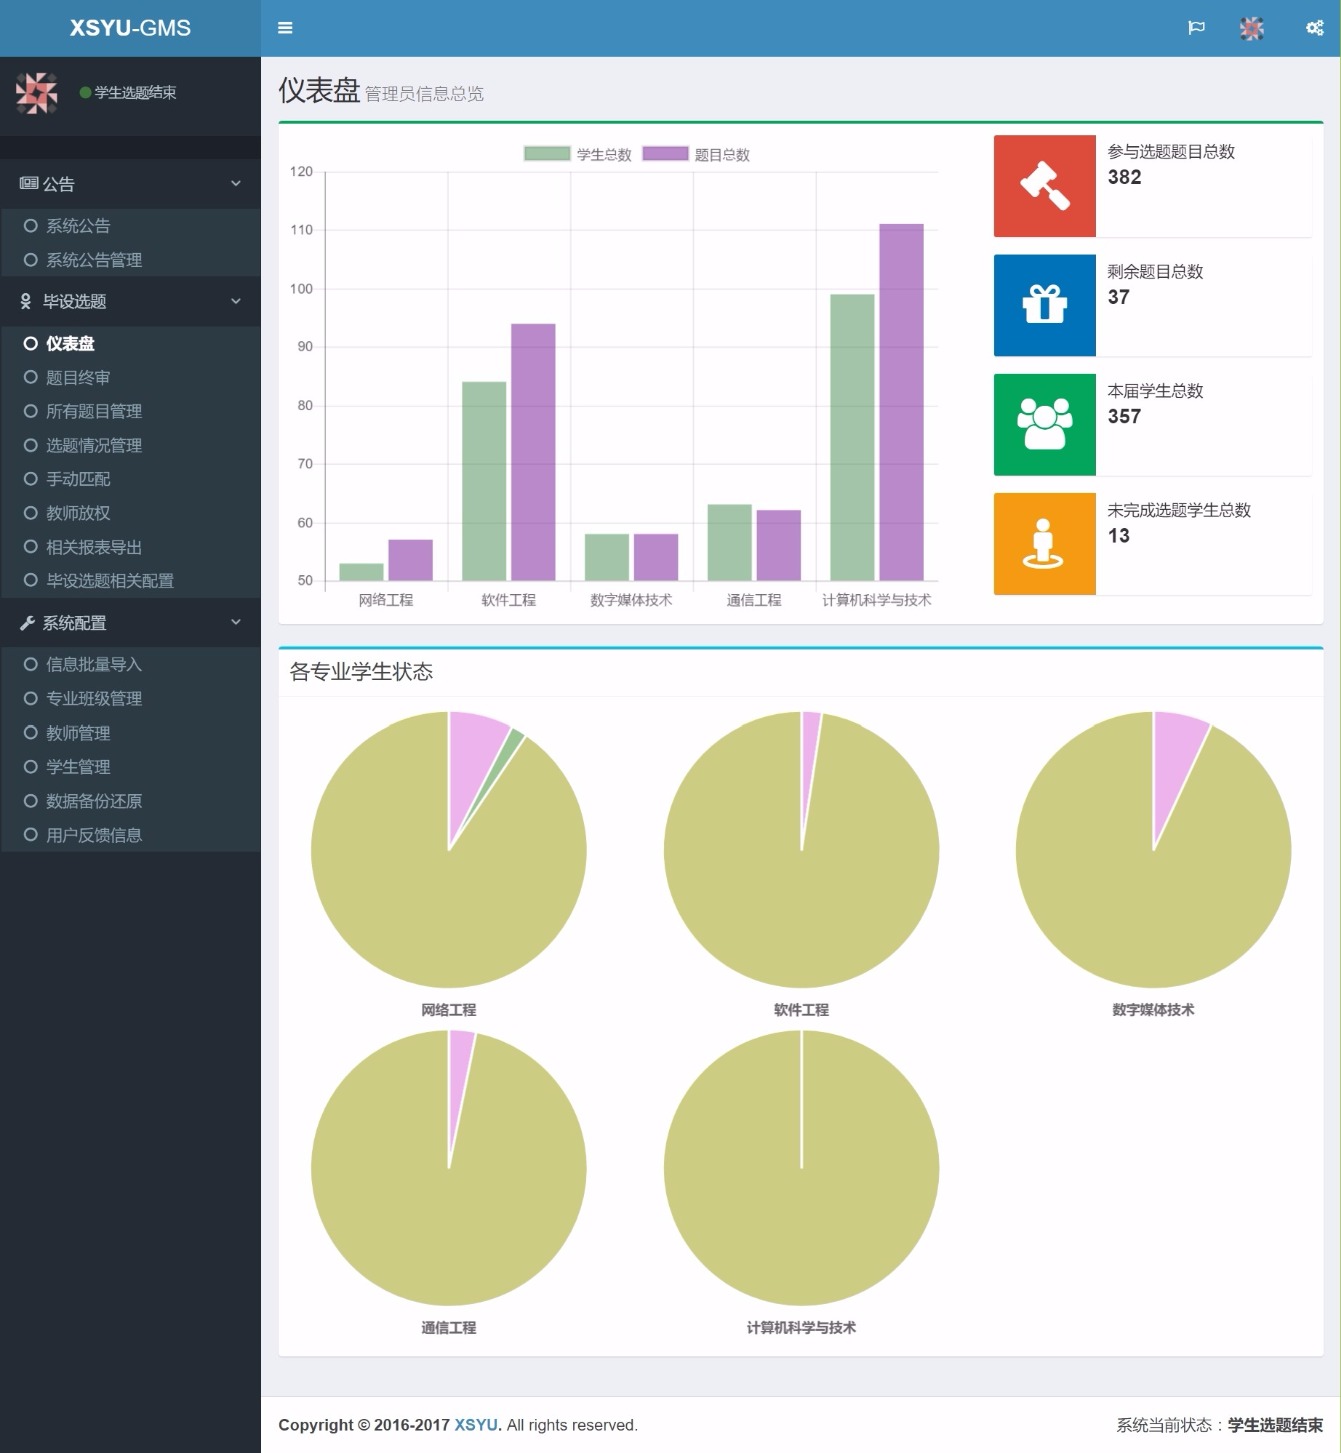 XSYU-GMS
学生选题结束
公告
系统公告
系统公告管理
毕设选题
仪表盘
题目终审
所有题目管理
选题情况管理
手动匹配
教师放权
相关报表导出
毕设选题相关配置
系统配置
信息批量导入
专业班级管理
教师管理
学生管理
数据备份还原
用户反馈信息
仪表盘 管理员信息总览
学生总数 题目总数
120
110
100
90
80
70
60
50
网络工程 软件工程 数字媒体技术 通信工程 计算机科学与技术
参与选题题目总数
382
剩余题目总数
37
本届学生总数
357
未完成选题学生总数
13
各专业学生状态
网络工程 软件工程 数字媒体技术
通信工程 计算机科学与技术
Copyright © 2016-2017 XSYU. All rights reserved. 系统当前状态：学生选题结束